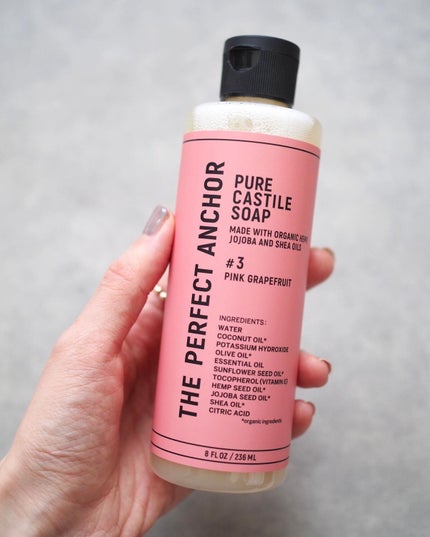 THE PERFECT ANCHOR
PURE
CASTILE
SOAP
MADE WITH ORGANIC HEMP
JOJOBA AND SHEA OILS
#3
PINK GRAPEFRUIT
INGREDIENTS:
WATER
COCONUT OIL*
POTASSIUM HYDROXIDE
OLIVE OIL*
ESSENTIAL OIL
SUNFLOWER SEED OIL*
TOCOPHEROL (VITAMIN E)
HEMP SEED OIL*
JOJOBA SEED OIL*
SHEA OIL*
CITRIC ACID
*organic ingredients
8 FL OZ / 236 ML